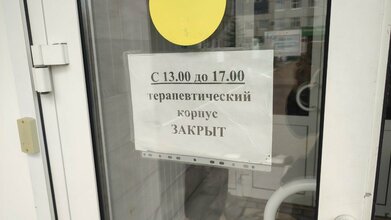 С 13.00 до 17.00
терапевтический
корпус
ЗАКРЫТ